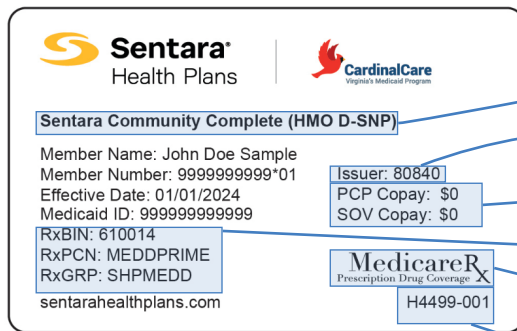 Sentara®
Health Plans
CardinalCare
Virginia's Medicaid Program
Sentara Community Complete (HMO D-SNP)
Member Name: John Doe Sample
Member Number: 9999999999*01
Effective Date: 01/01/2024
Medicaid ID: 999999999999
RxBIN: 610014
RxPCN: MEDDPRIME
RxGRP: SHPMEDD
sentarahealthplans.com
Issuer: 80840
PCP Copay: $0
SOV Copay: $0
MedicareRx
Prescription Drug Coverage
H4499-001